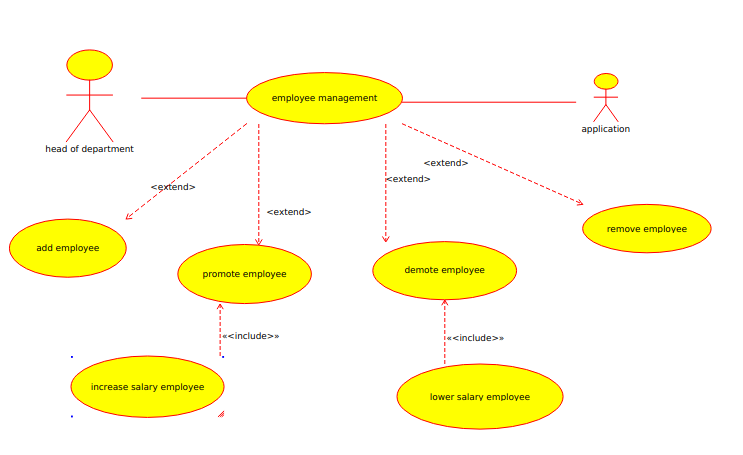 employee management
head of department
application
<extend>
<extend>
<extend>
<extend>
add employee
promote employee
demote employee
remove employee
«<include>»
«<include>»
increase salary employee
lower salary employee